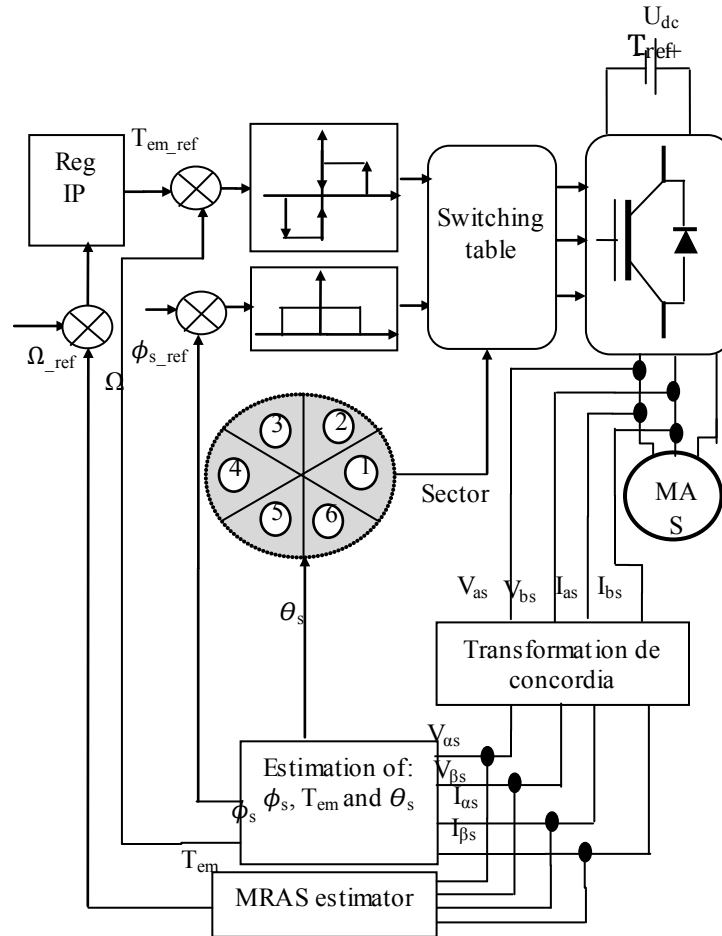 U_dc
T_ref+
T_em_ref
Reg
IP
Switching
table
Ω_ref
Ω
ϕ_s_ref
3
2
4
1
5
6
Sector
MA
S
V_as
V_bs
I_as
I_bs
θ_s
Transformation de
concordia
V_αs
V_βs
I_αs
I_βs
Estimation of:
ϕ_s, T_em and θ_s
ϕ_s
T_em
MRAS estimator